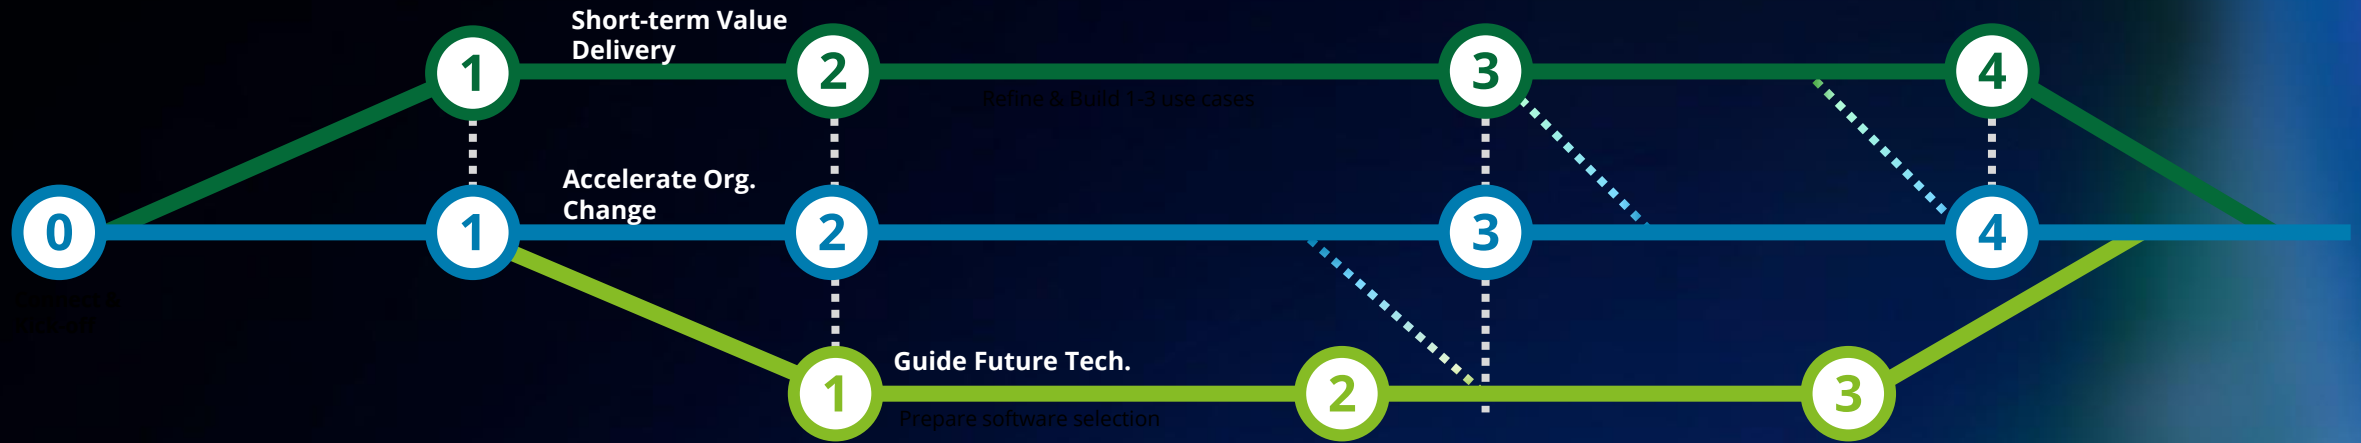 Short-term Value
Delivery
1
2
3
4
Refine & Build 1-3 use cases
Accelerate Org.
Change
0
1
2
3
4
Guide Future Tech.
1
2
3
Prepare software selection